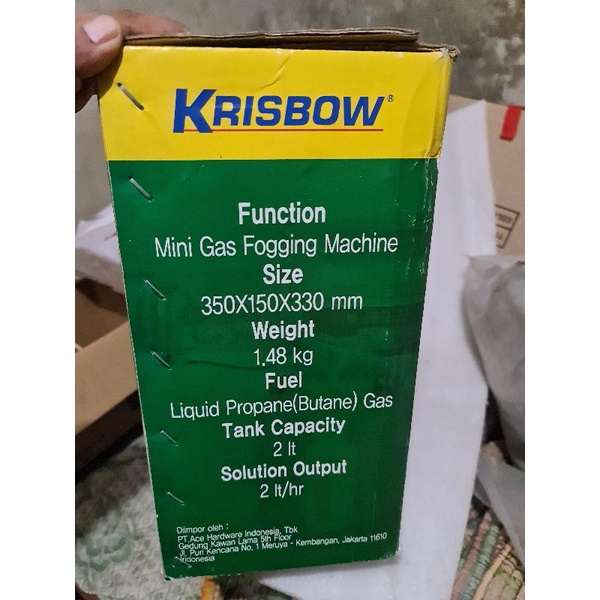 KRISBOW®
Function
Mini Gas Fogging Machine
Size
350X150X330 mm
Weight
1.48 kg
Fuel
Liquid Propane(Butane) Gas
Tank Capacity
2 lt
Solution Output
2 lt/hr
Diimpor oleh :
PT.Ace Hardware Indonesia, Tbk
Gedung Kawan Lama 5th Floor
Jl. Puri Kencana No, 1 Meruya - Kembangan, Jakarta 11610
Indonesia